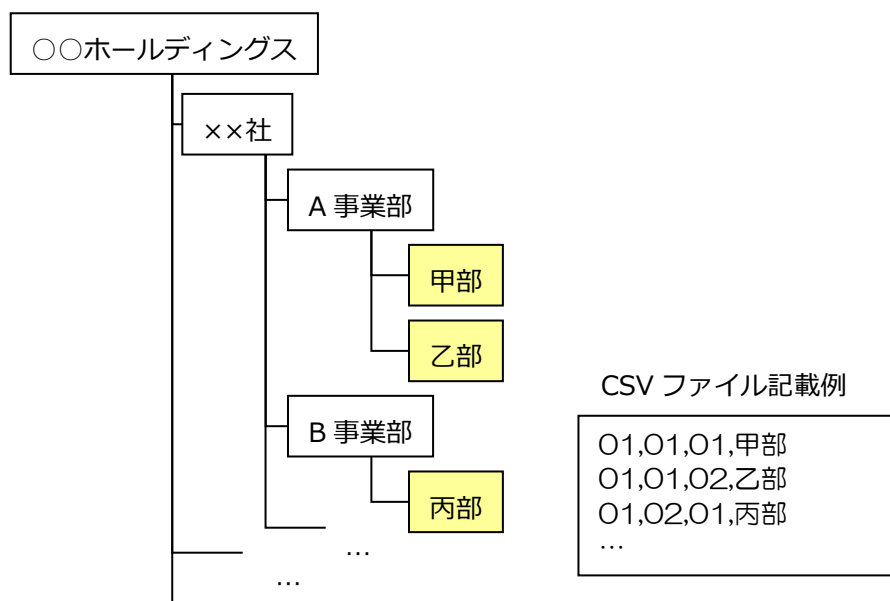 ○○ホールディングス
××社
A 事業部
甲部
乙部
B 事業部
丙部
…
…
CSV ファイル記載例
01,01,01,甲部
01,01,02,乙部
01,02,01,丙部
…